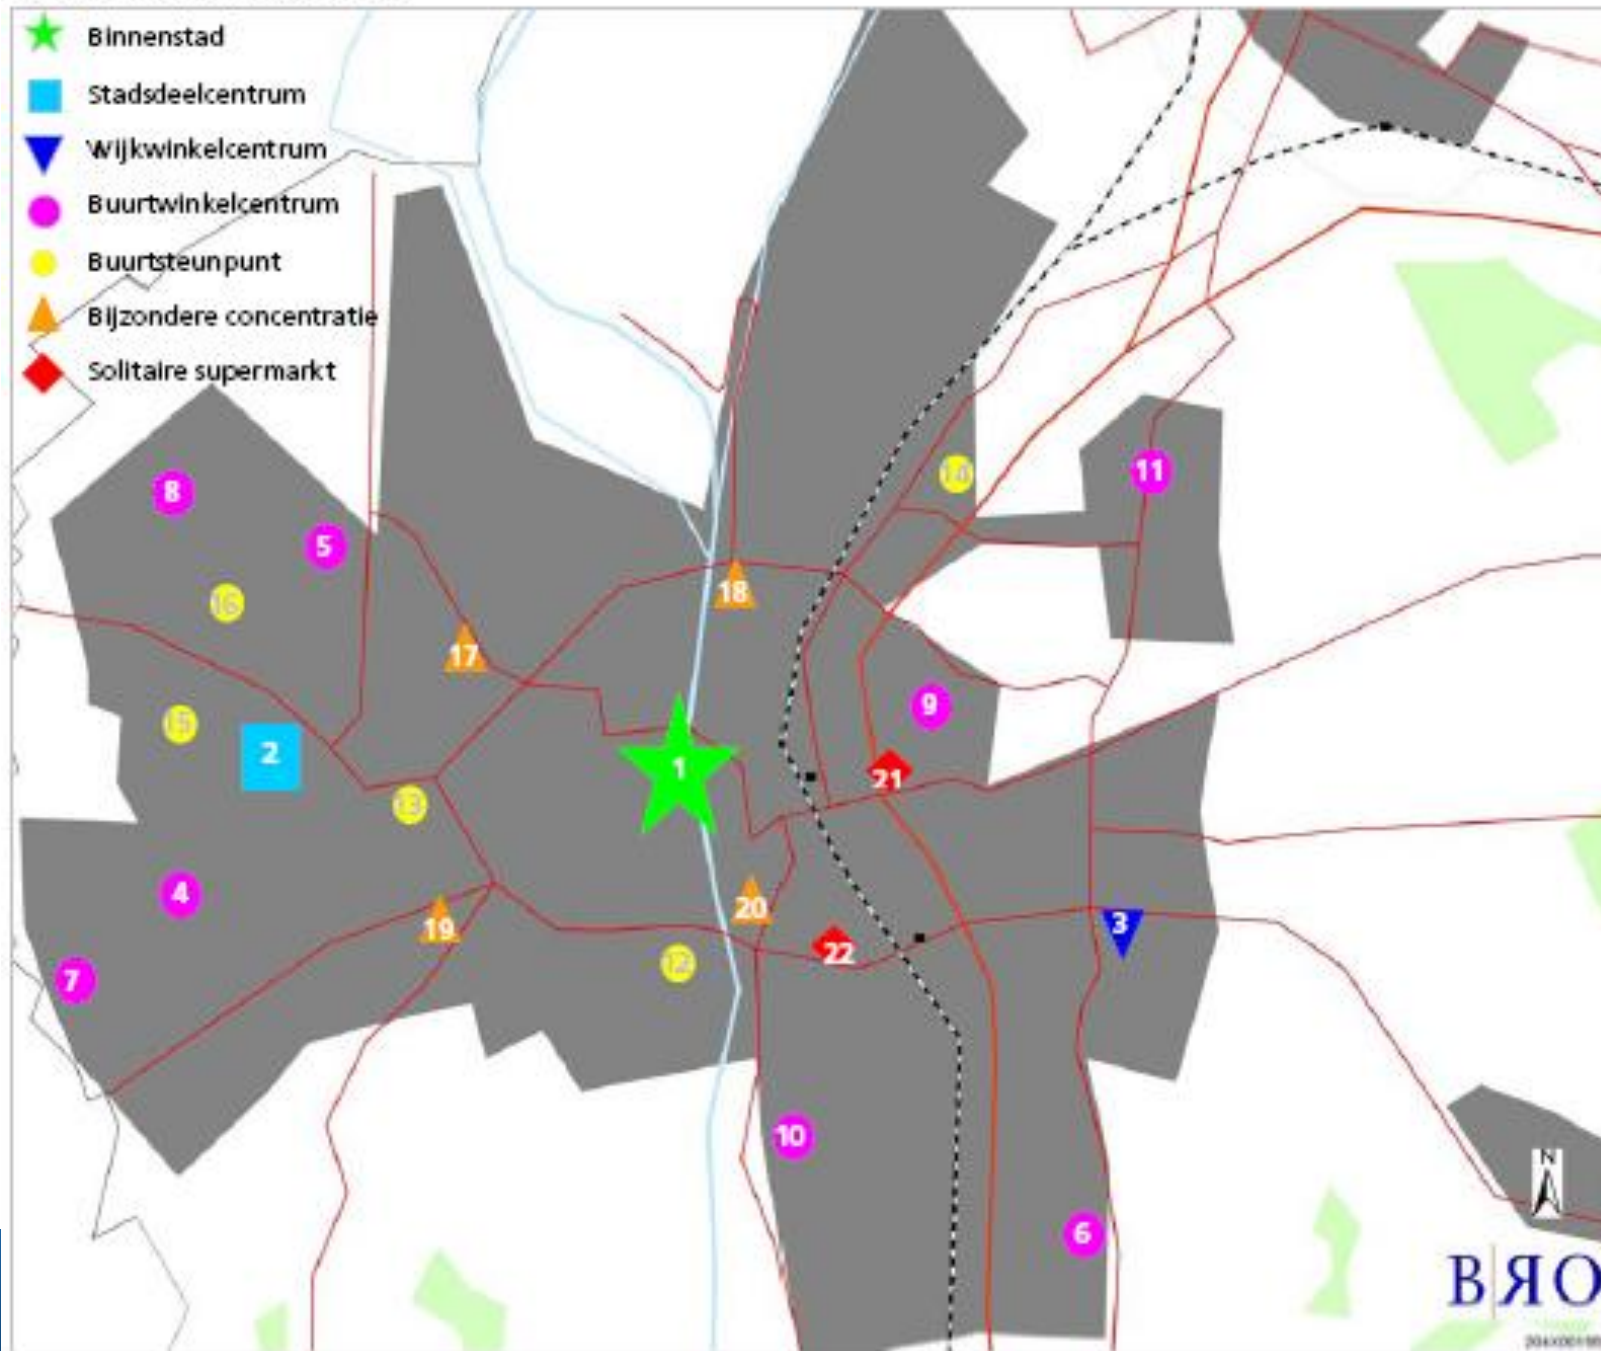 Binnenstad
Stadsdeelcentrum
Wijkwinkelcentrum
Buurtwinkelcentrum
Buurtsteunpunt
Bijzondere concentratie
Solitaire supermarkt
8
5
14
11
16
18
17
9
15
2
1
21
13
4
20
3
19
22
7
12
10
N
6
BЯO